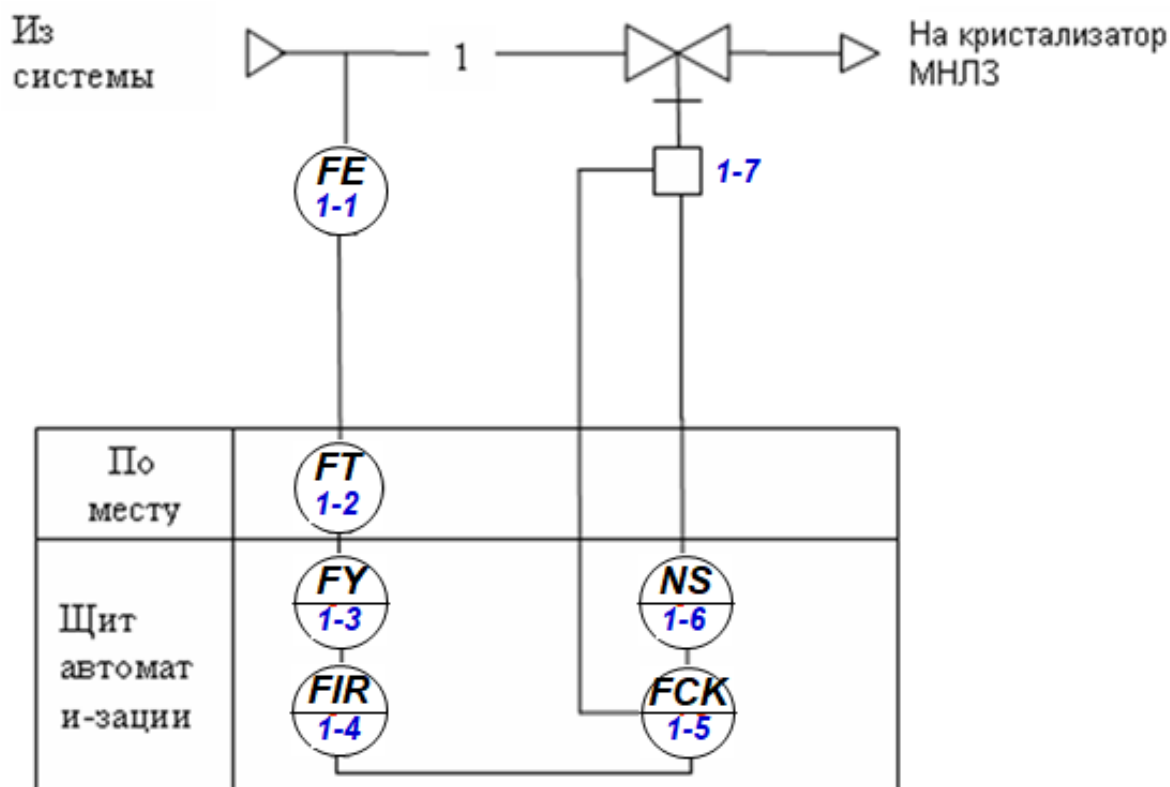 Из
системы
1
На кристализатор
МНЛЗ
FE
1-1
1-7
По
месту
FT
1-2
Щит
автомат
и-зации
FY
1-3
NS
1-6
FIR
1-4
FCK
1-5